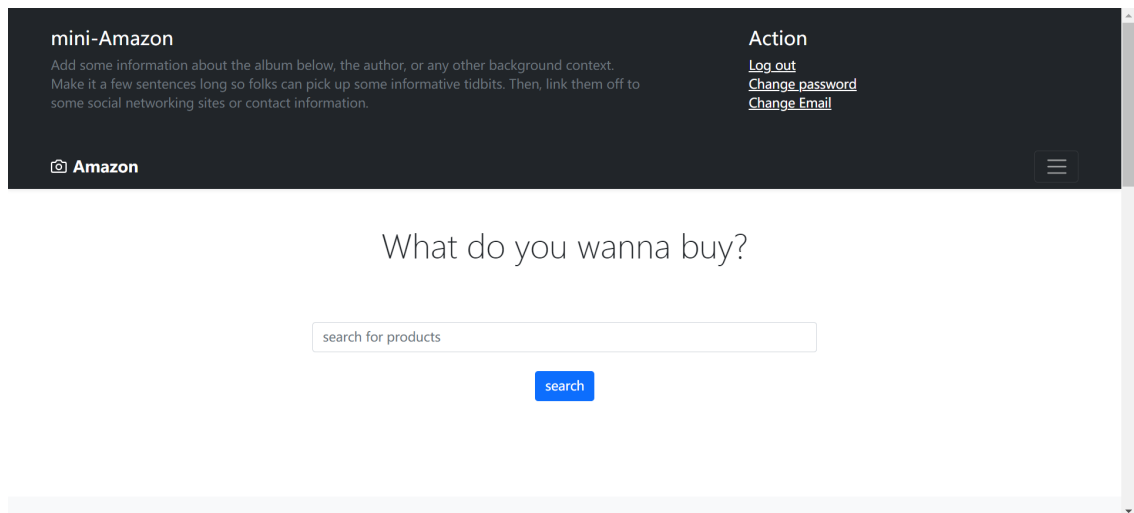 mini-Amazon
Add some information about the album below, the author, or any other background context.
Make it a few sentences long so folks can pick up some informative tidbits. Then, link them off to
some social networking sites or contact information.
Action
Log out
Change password
Change Email
Amazon
What do you wanna buy?
search for products
search